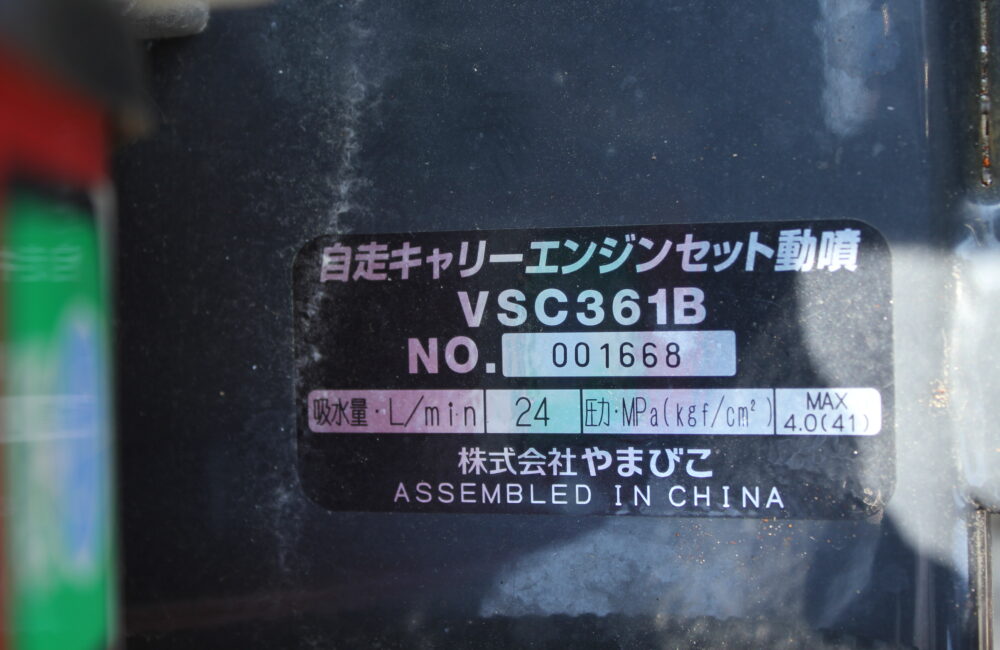 自走キャリーエンジンセット動噴
VSC361B
NO. 001668
吸水量・L/min 24 圧力・MPa(kgf/cm²) MAX 4.0(41)
株式会社やまびこ
ASSEMBLED IN CHINA